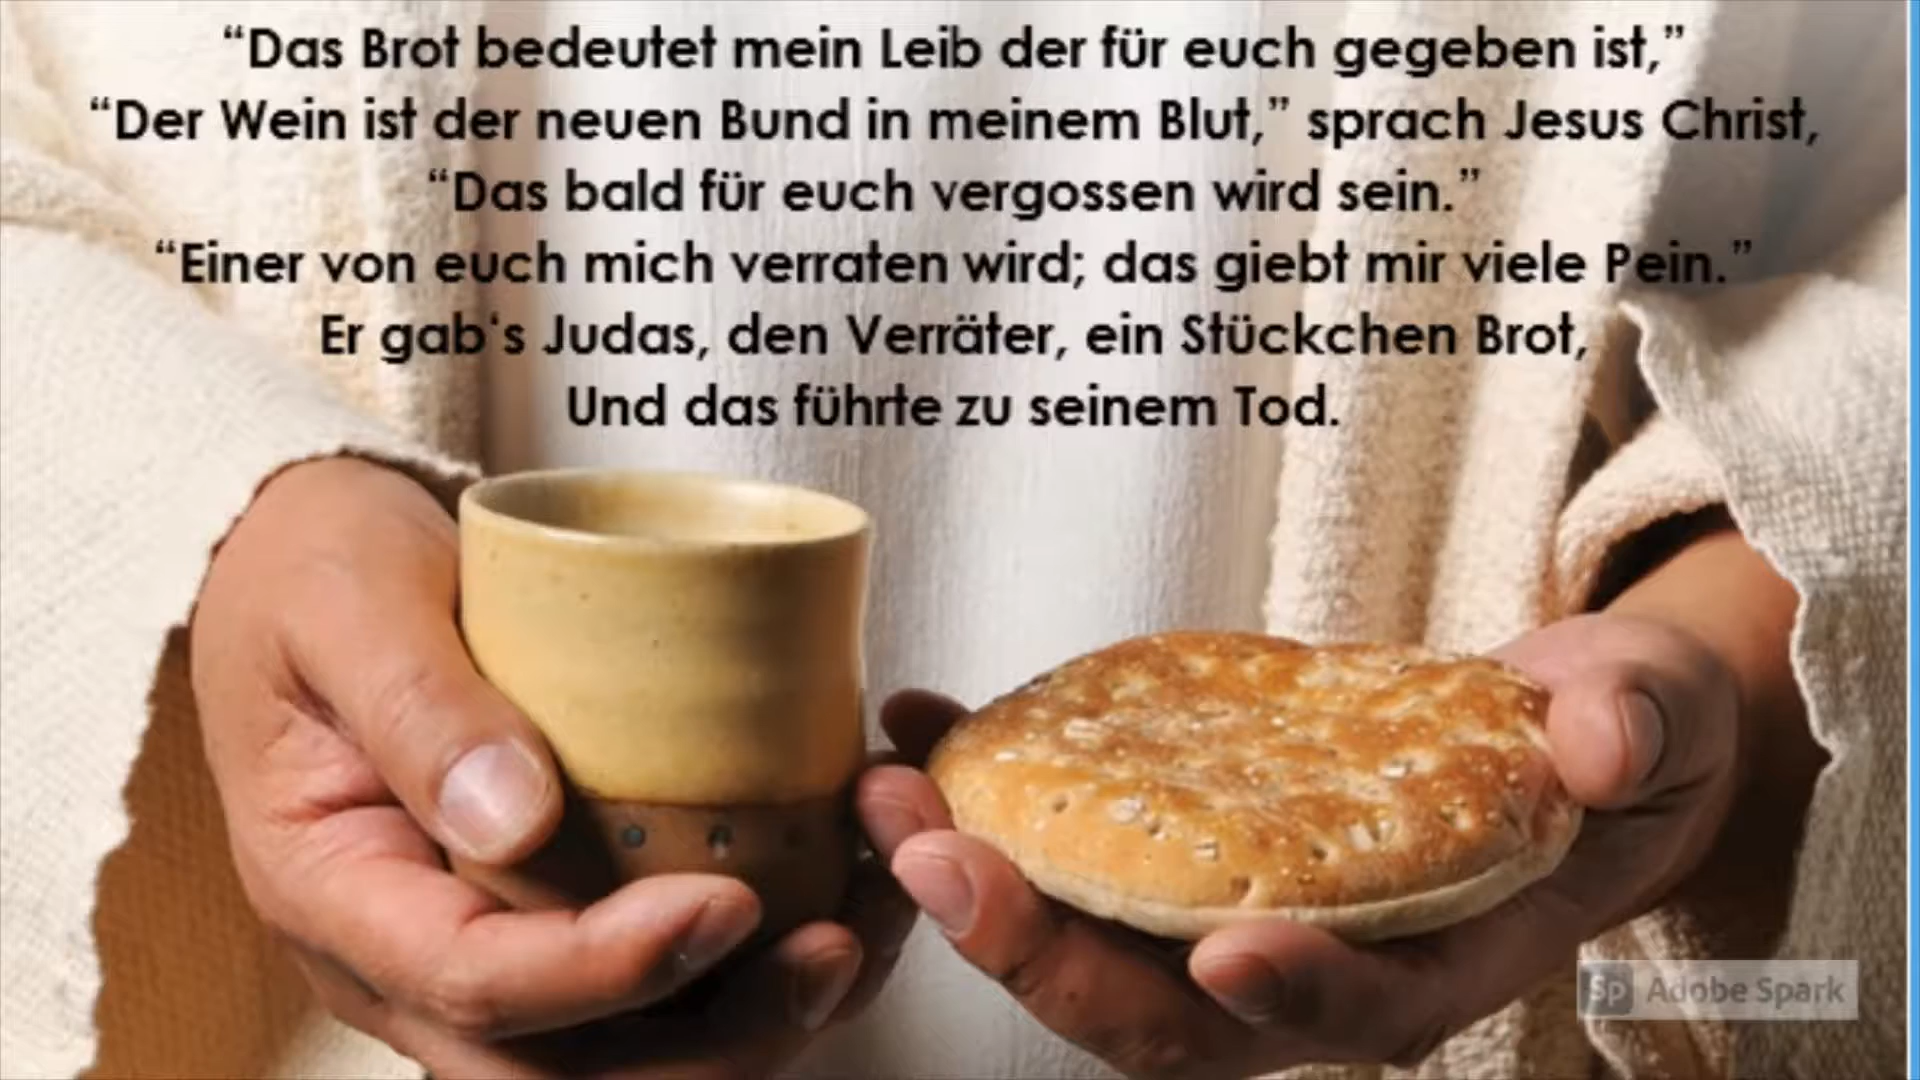 “Das Brot bedeutet mein Leib der für euch gegeben ist,”
“Der Wein ist der neuen Bund in meinem Blut,” sprach Jesus Christ,
“Das bald für euch vergossen wird sein.”
“Einer von euch mich verraten wird; das giebt mir viele Pein.”
Er gab‘s Judas, den Verräter, ein Stückchen Brot,
Und das führte zu seinem Tod.
Sp Adobe Spark